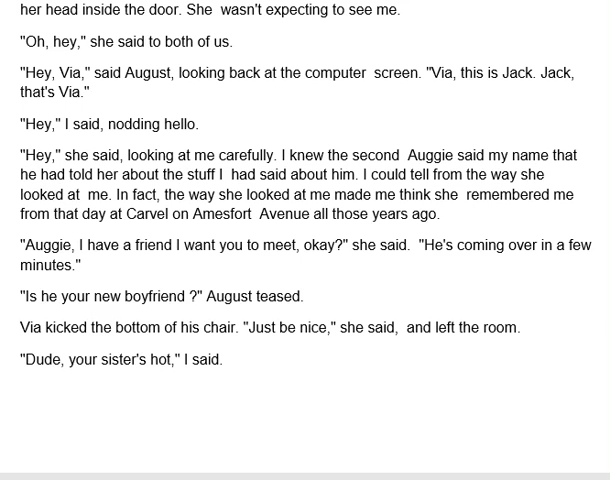 her head inside the door. She  wasn't expecting to see me.
"Oh, hey," she said to both of us.
"Hey, Via," said August, looking back at the computer  screen. "Via, this is Jack. Jack,
that's Via."
"Hey," I said, nodding hello.
"Hey," she said, looking at me carefully. I knew the second  Auggie said my name that
he had told her about the stuff I  had said about him. I could tell from the way she
looked at  me. In fact, the way she looked at me made me think she  remembered me
from that day at Carvel on Amesfort  Avenue all those years ago.
"Auggie, I have a friend I want you to meet, okay?" she said.  "He's coming over in a few
minutes."
"Is he your new boyfriend ?" August teased.
Via kicked the bottom of his chair. "Just be nice," she said,  and left the room.
"Dude, your sister's hot," I said.